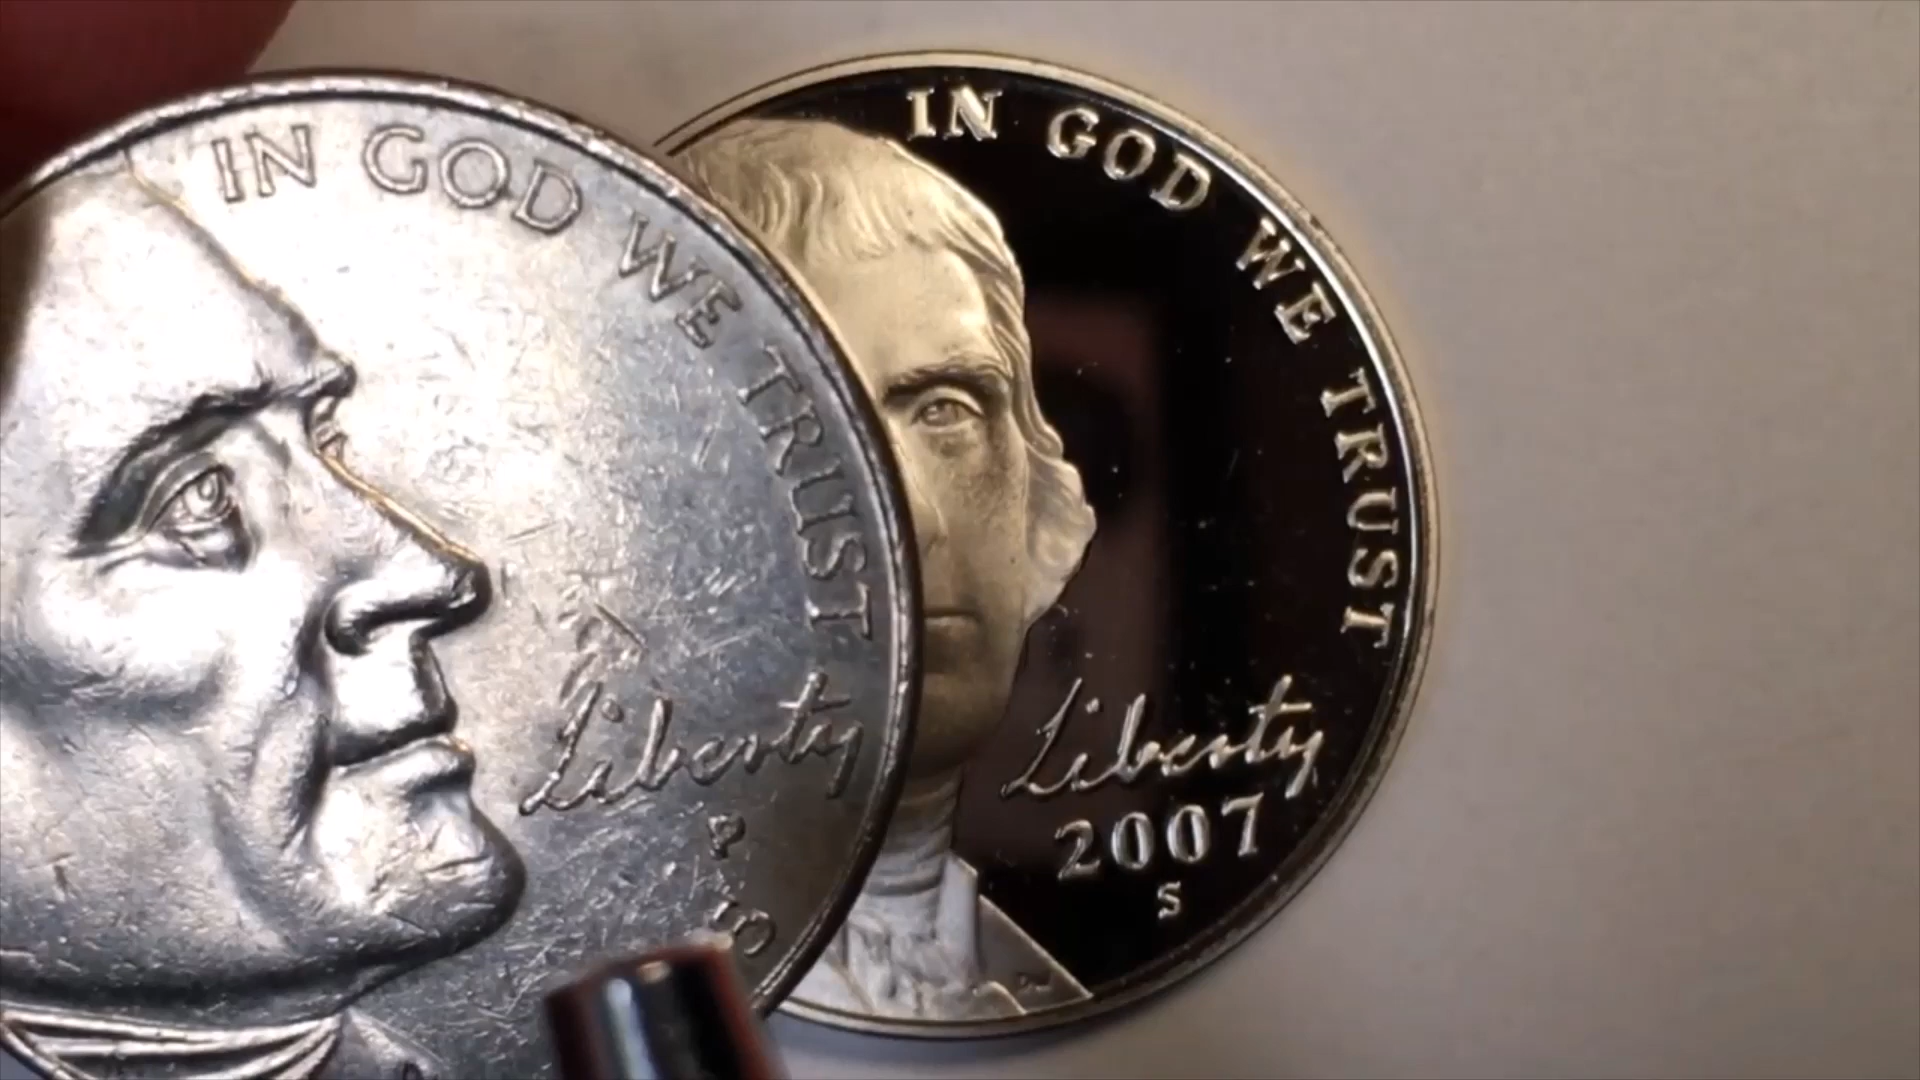 IN GOD WE TRUST
Liberty
P
IN GOD WE TRUST
Liberty
2007
S